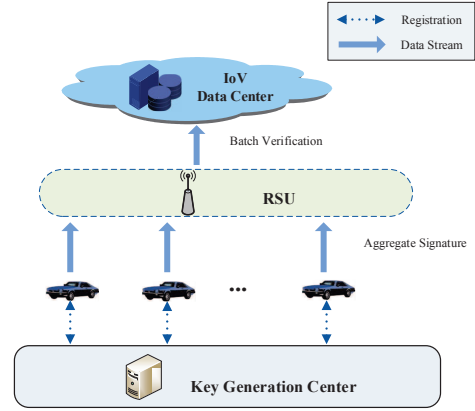 Registration
Data Stream
IoV
Data Center
Batch Verification
RSU
Aggregate Signature
...
Key Generation Center